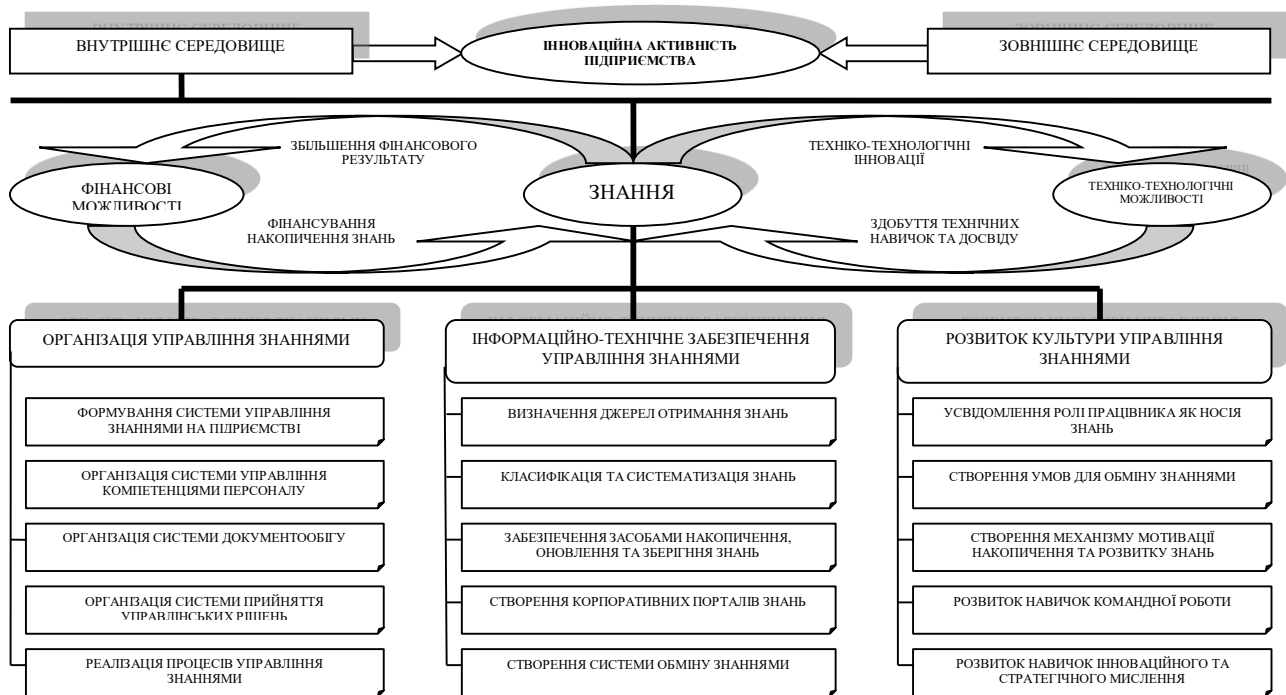 ВНУТРІШНЄ СЕРЕДОВИЩЕ
ІННОВАЦІЙНА АКТИВНІСТЬ
ПІДПРИЄМСТВА
ЗОВНІШНЄ СЕРЕДОВИЩЕ
ЗБІЛЬШЕННЯ ФІНАНСОВОГО
РЕЗУЛЬТАТУ
ТЕХНІКО-ТЕХНОЛОГІЧНІ
ІННОВАЦІЇ
ФІНАНСОВІ
МОЖЛИВОСТІ
ЗНАННЯ
ТЕХНІКО-ТЕХНОЛОГІЧНІ
МОЖЛИВОСТІ
ФІНАНСУВАННЯ
НАКОПИЧЕННЯ ЗНАНЬ
ЗДОБУТТЯ ТЕХНІЧНИХ
НАВИЧОК ТА ДОСВІДУ
ОРГАНІЗАЦІЯ УПРАВЛІННЯ ЗНАННЯМИ
ФОРМУВАННЯ СИСТЕМИ УПРАВЛІННЯ
ЗНАННЯМИ НА ПІДРИЄМСТВІ
ОРГАНІЗАЦІЯ СИСТЕМИ УПРАВЛІННЯ
КОМПЕТЕНЦІЯМИ ПЕРСОНАЛУ
ОРГАНІЗАЦІЯ СИСТЕМИ ДОКУМЕНТООБІГУ
ОРГАНІЗАЦІЯ СИСТЕМИ ПРИЙНЯТТЯ
УПРАВЛІНСЬКИХ РІШЕНЬ
РЕАЛІЗАЦІЯ ПРОЦЕСІВ УПРАВЛІННЯ
ЗНАННЯМИ
ІНФОРМАЦІЙНО-ТЕХНІЧНЕ ЗАБЕЗПЕЧЕННЯ
УПРАВЛІННЯ ЗНАННЯМИ
ВИЗНАЧЕННЯ ДЖЕРЕЛ ОТРИМАННЯ ЗНАНЬ
КЛАСИФІКАЦІЯ ТА СИСТЕМАТИЗАЦІЯ ЗНАНЬ
ЗАБЕЗПЕЧЕННЯ ЗАСОБАМИ НАКОПИЧЕННЯ,
ОНОВЛЕННЯ ТА ЗБЕРІГННЯ ЗНАНЬ
СТВОРЕННЯ КОРПОРАТИВНИХ ПОРТАЛІВ ЗНАНЬ
СТВОРЕННЯ СИСТЕМИ ОБМІНУ ЗНАННЯМИ
РОЗВИТОК КУЛЬТУРИ УПРАВЛІННЯ
ЗНАННЯМИ
УСВІДОМЛЕННЯ РОЛІ ПРАЦІВНИКА ЯК НОСІЯ
ЗНАНЬ
СТВОРЕННЯ УМОВ ДЛЯ ОБМІНУ ЗНАННЯМИ
СТВОРЕННЯ МЕХАНІЗМУ МОТИВАЦІЇ
НАКОПИЧЕННЯ ТА РОЗВИТКУ ЗНАНЬ
РОЗВИТОК НАВИЧОК КОМАНДНОЇ РОБОТИ
РОЗВИТОК НАВИЧОК ІННОВАЦІЙНОГО ТА
СТРАТЕГІЧНОГО МИСЛЕННЯ